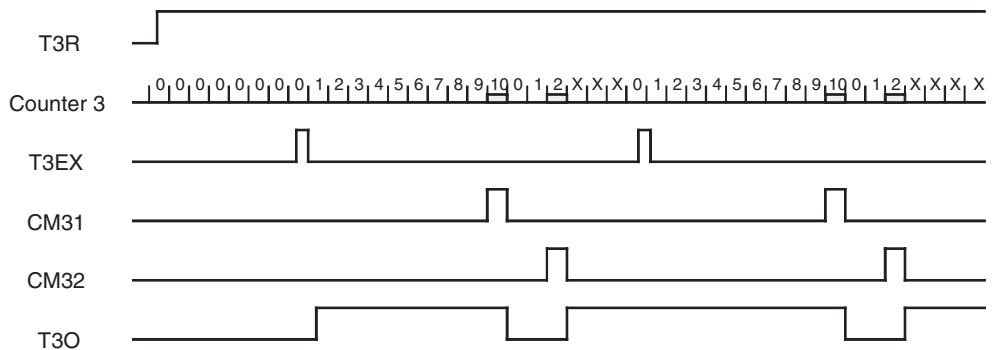 T3R
Counter 3 0 0 0 0 0 0 0 0 1 2 3 4 5 6 7 8 9 10 0 1 2 X X X 0 1 2 3 4 5 6 7 8 9 10 0 1 2 X X X X
T3EX
CM31
CM32
T3O